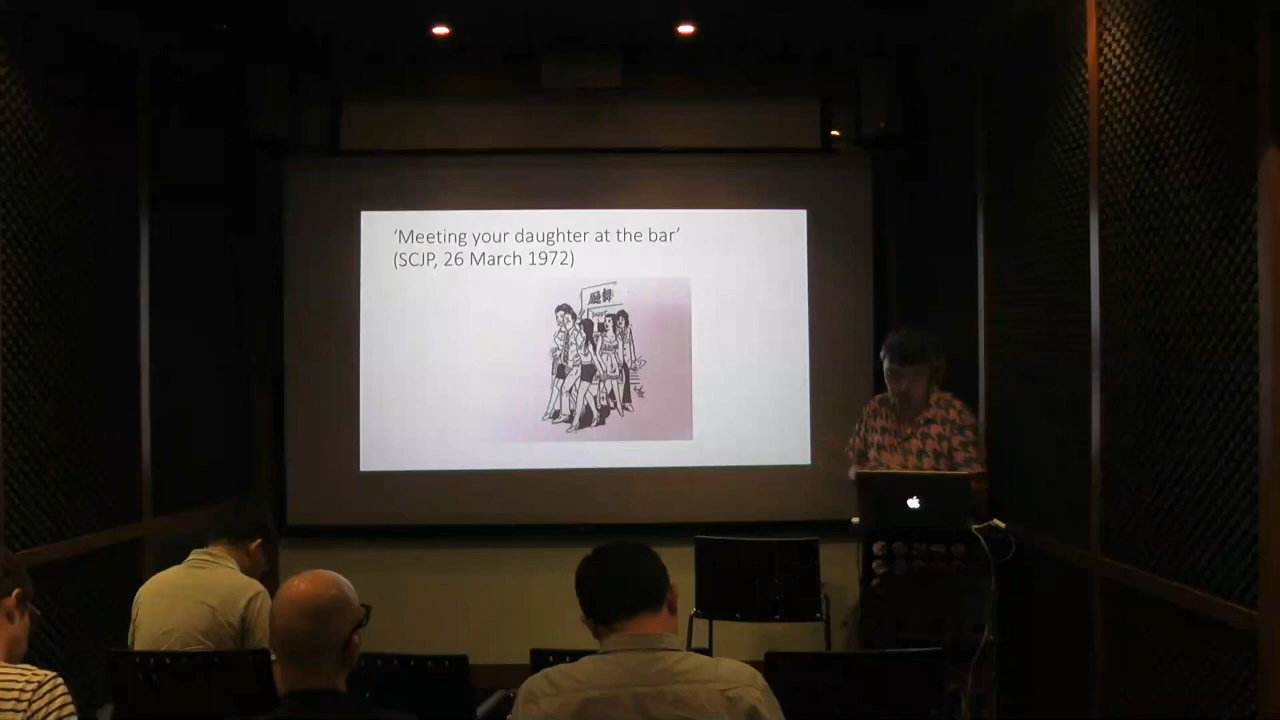 ‘Meeting your daughter at the bar’
(SCJP, 26 March 1972)